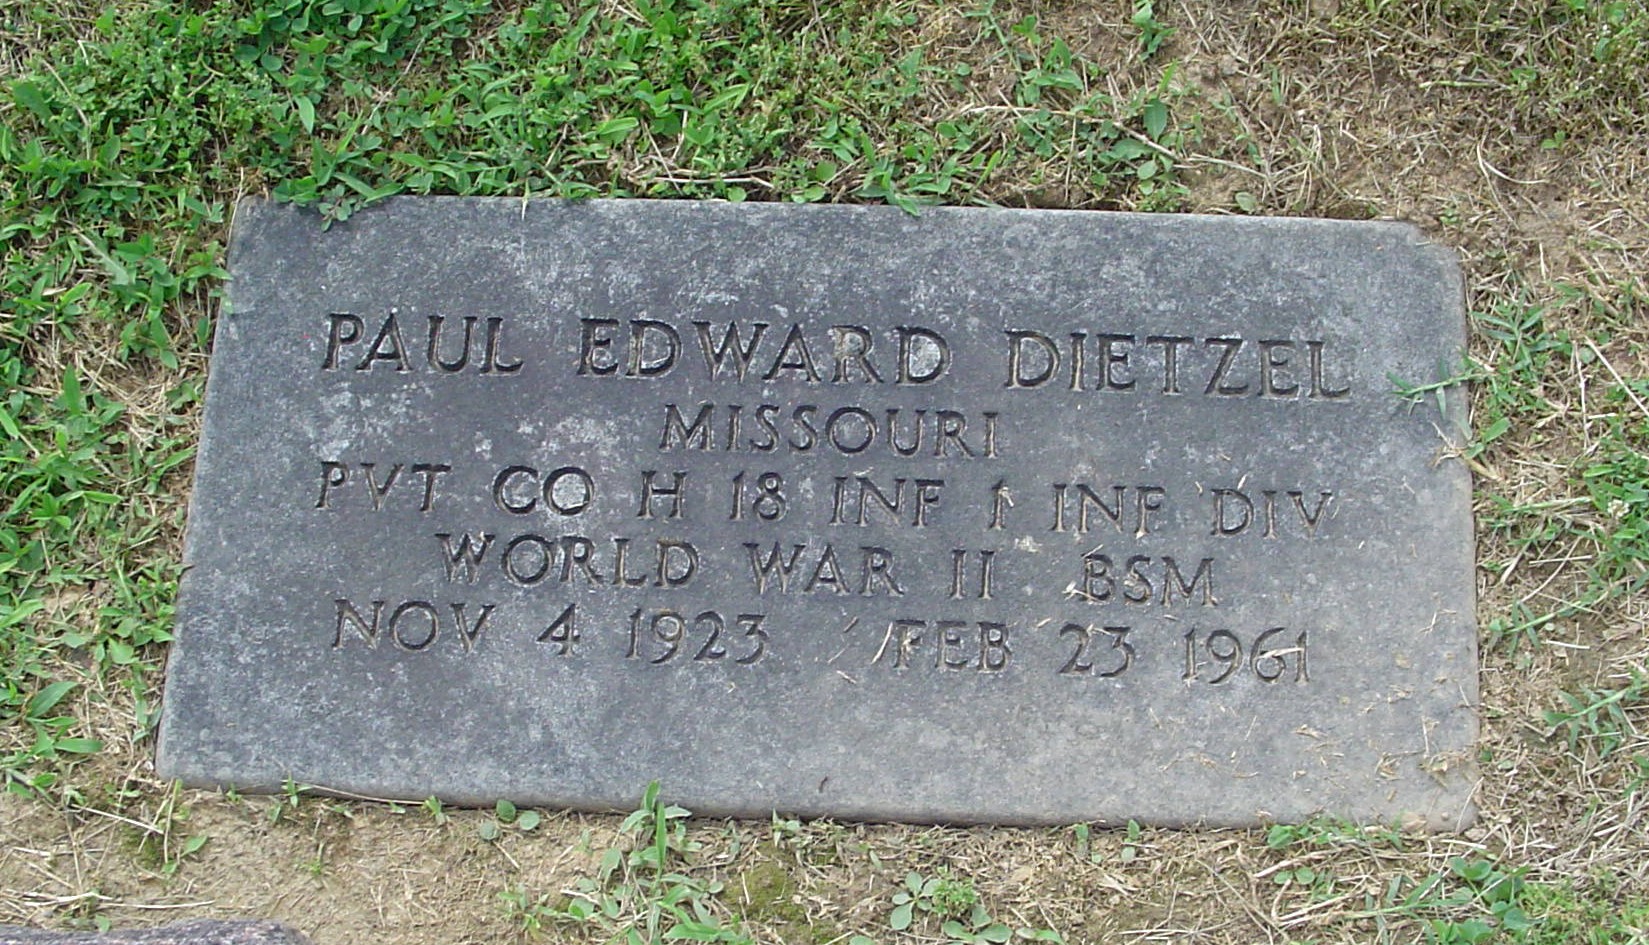 PAUL EDWARD DIETZEL
MISSOURI
PVT CO H 18 INF 1 INF DIV
WORLD WAR II BSM
NOV 4 1923 FEB 23 1961